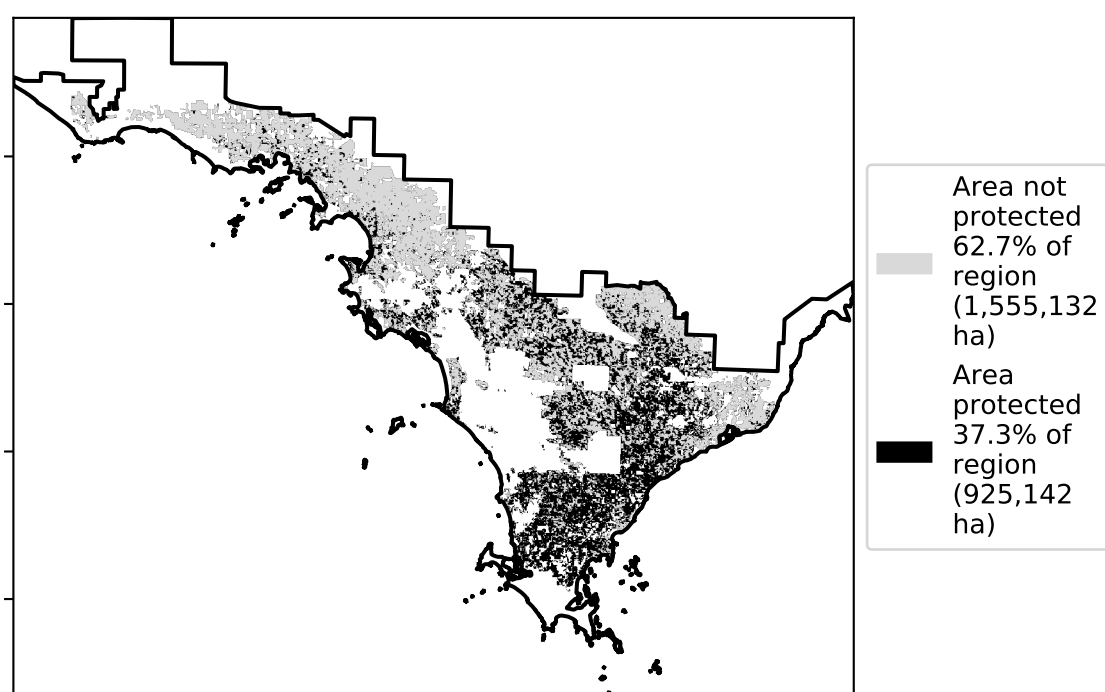 Area not
protected
62.7% of
region
(1,555,132
ha)
Area
protected
37.3% of
region
(925,142
ha)